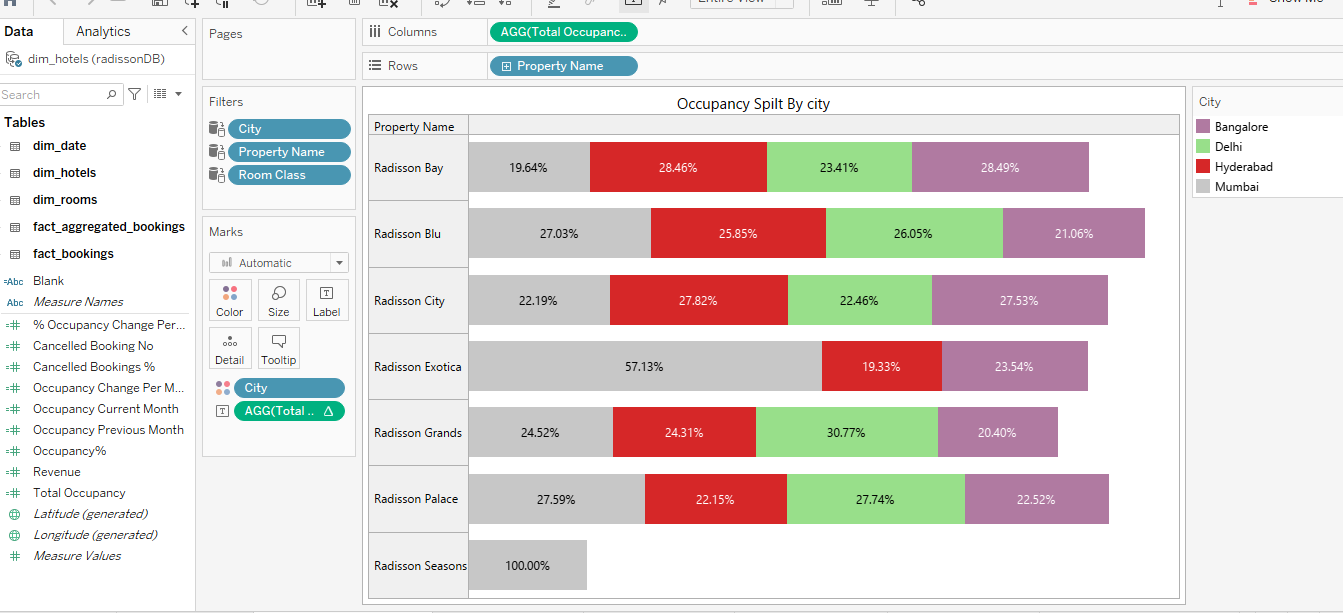 Entire View
Show Me
Data
Analytics
dim_hotels (radissonDB)
Search
Tables
dim_date
dim_hotels
dim_rooms
fact_aggregated_bookings
fact_bookings
Abc Blank
Abc Measure Names
% Occupancy Change Per...
Cancelled Booking No
Cancelled Bookings %
Occupancy Change Per M...
Occupancy Current Month
Occupancy Previous Month
Occupancy%
Revenue
Total Occupancy
Latitude (generated)
Longitude (generated)
Measure Values
Pages
Filters
City
Property Name
Room Class
Marks
Automatic
Color Size Label
Detail Tooltip
City
AGG(Total .. Δ
Columns AGG(Total Occupanc..
Rows Property Name
Occupancy Spilt By city
Property Name
Radisson Bay 19.64% 28.46% 23.41% 28.49%
Radisson Blu 27.03% 25.85% 26.05% 21.06%
Radisson City 22.19% 27.82% 22.46% 27.53%
Radisson Exotica 57.13% 19.33% 23.54%
Radisson Grands 24.52% 24.31% 30.77% 20.40%
Radisson Palace 27.59% 22.15% 27.74% 22.52%
Radisson Seasons 100.00%
City
Bangalore
Delhi
Hyderabad
Mumbai